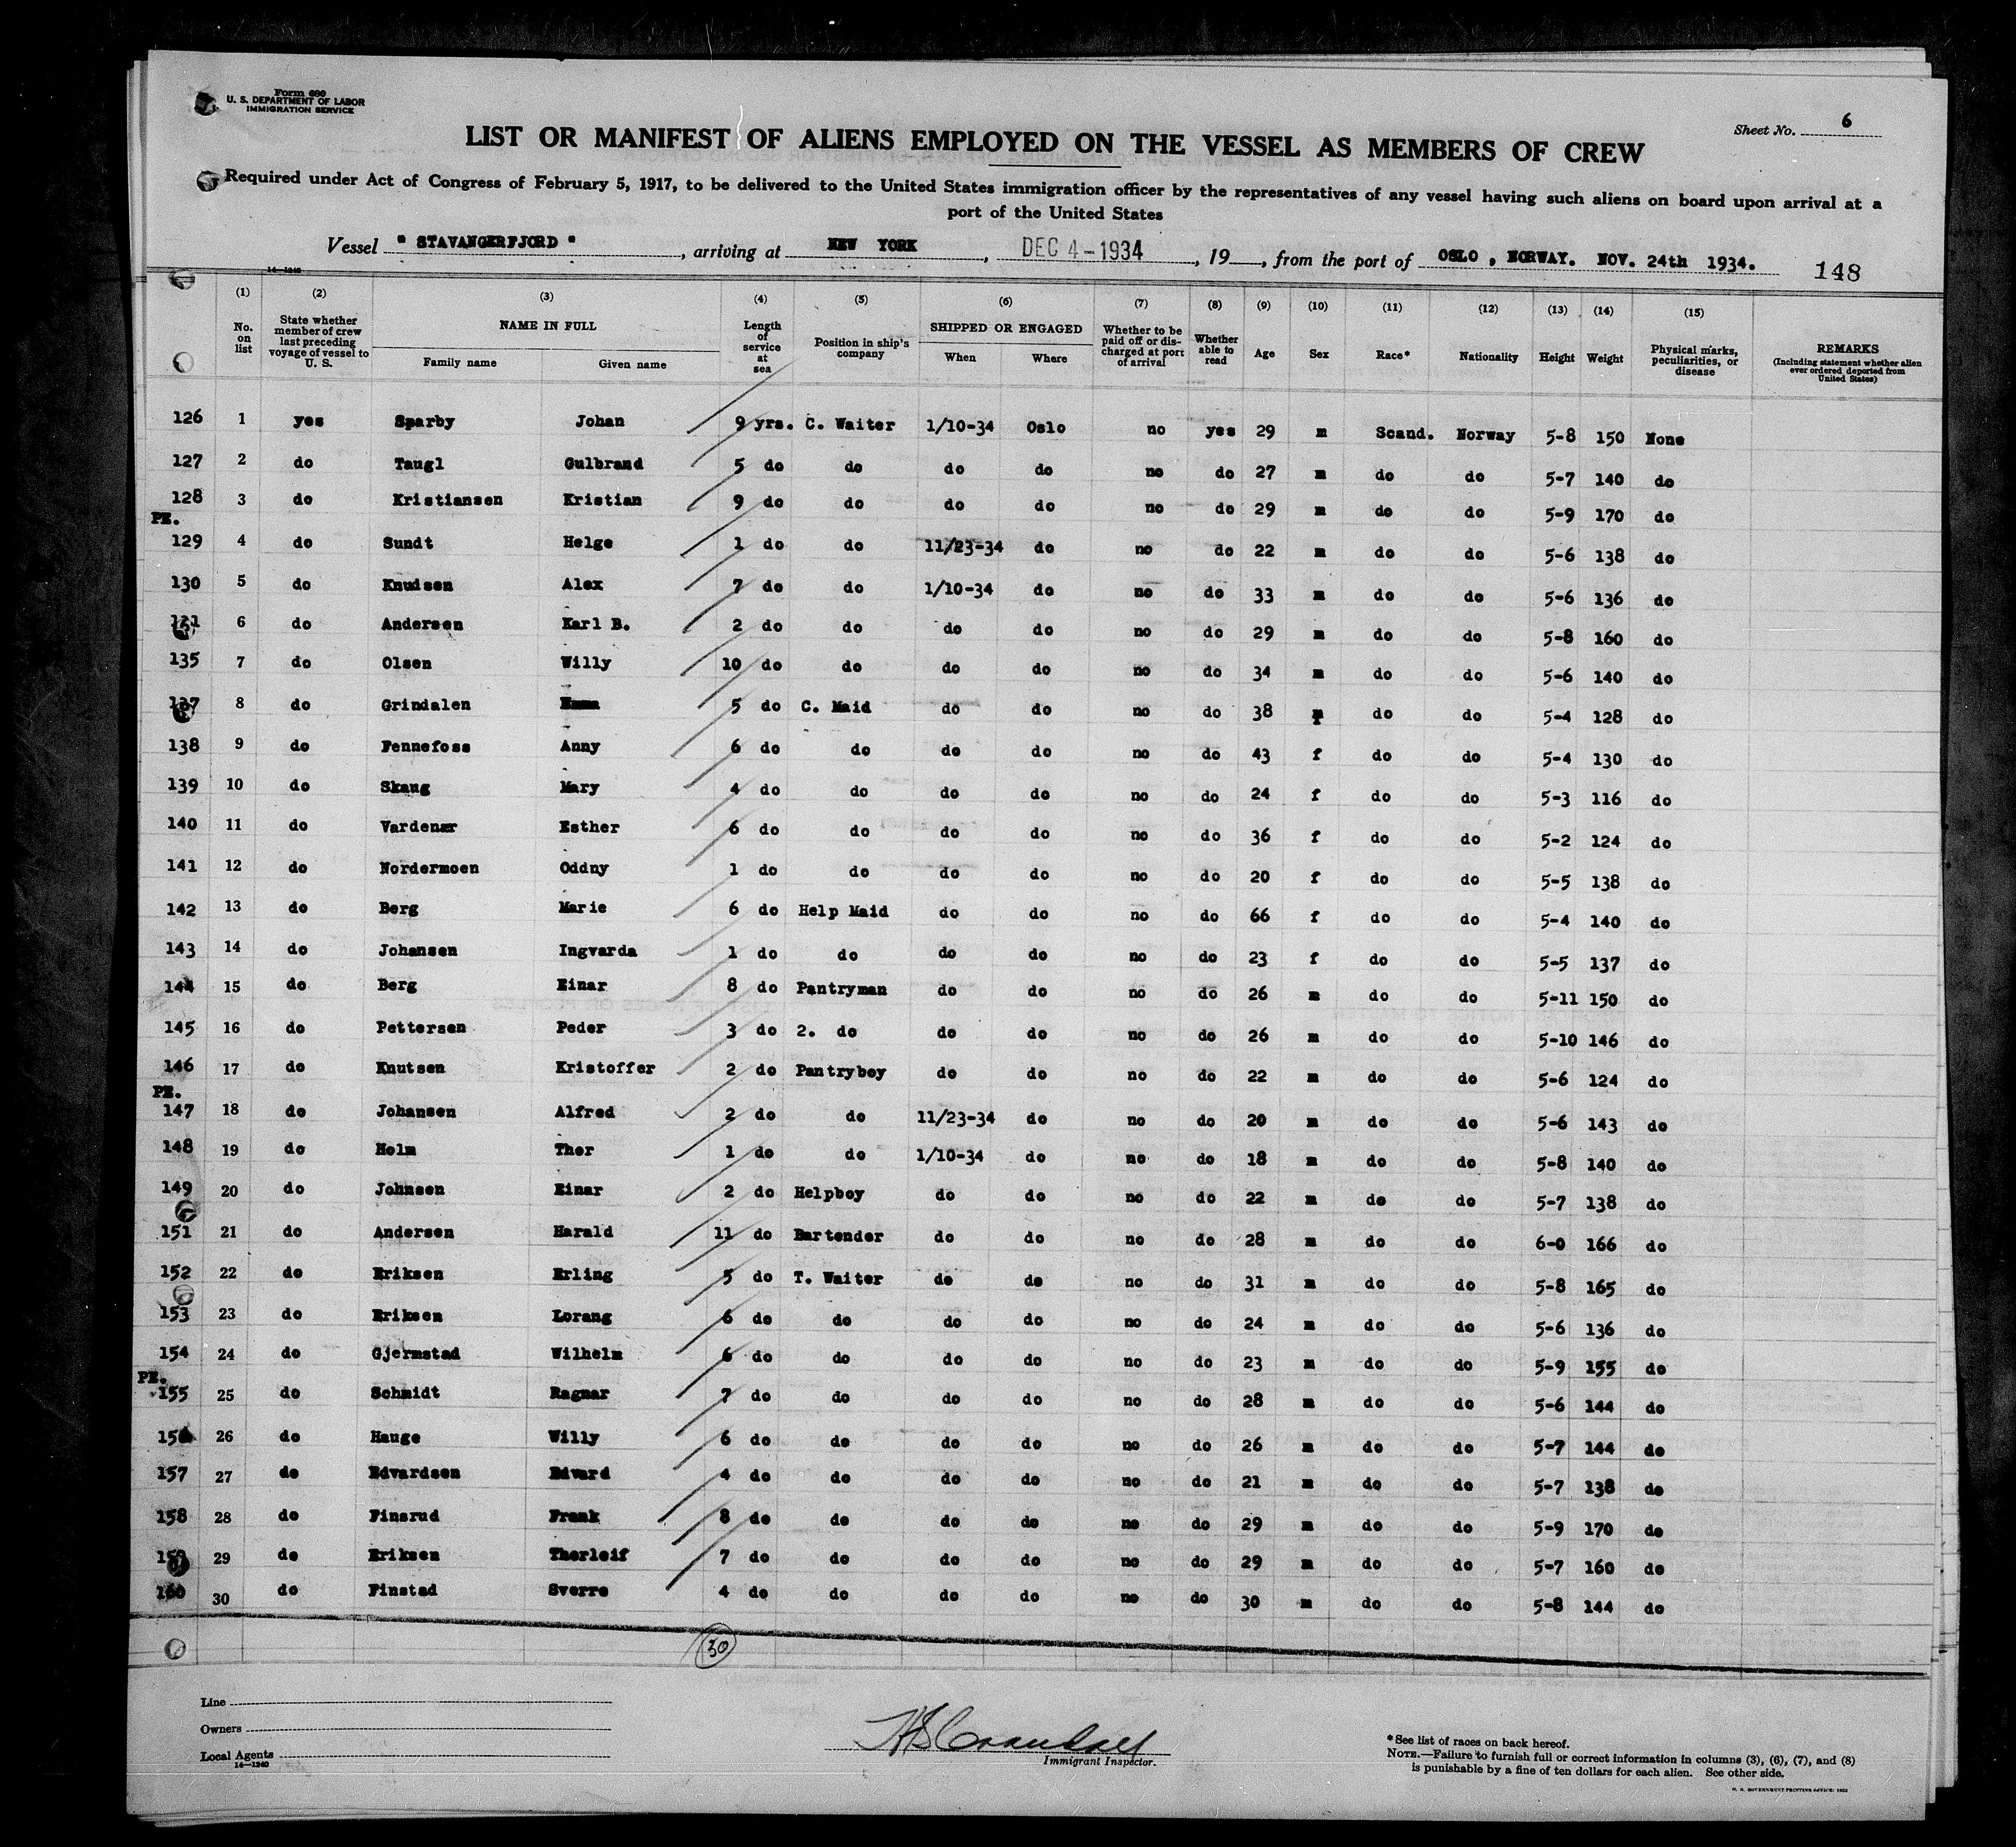 Form 680
U. S. DEPARTMENT OF LABOR
IMMIGRATION SERVICE
Sheet No. 6
LIST OR MANIFEST OF ALIENS EMPLOYED ON THE VESSEL AS MEMBERS OF CREW
Required under Act of Congress of February 5, 1917, to be delivered to the United States immigration officer by the representatives of any vessel having such aliens on board upon arrival at a
port of the United States
Vessel " STAVANGERFJORD ", arriving at NEW YORK, DEC 4-1934, 19, from the port of OSLO , NORWAY. NOV. 24th 1934.
148
14-1240
(1) (2) (3) (4) (5) (6) (7) (8) (9) (10) (11) (12) (13) (14) (15)
No. on list State whether member of crew last preceding voyage of vessel to U. S. NAME IN FULL Family name Given name Length of service at sea Position in ship's company SHIPPED OR ENGAGED When Where Whether to be paid off or discharged at port of arrival Whether able to read Age Sex Race* Nationality Height Weight Physical marks, peculiarities, or disease REMARKS (Including statement whether alien ever ordered deported from United States)
126 1 yes Sparby Johan 9 yrs. C. Waiter 1/10-34 Oslo no yes 29 m Scand. Norway 5-8 150 None
127 2 do Taugl Gulbrand 5 do do do do no do 27 m do do 5-7 140 do
128 3 do Kristiansen Kristian 9 do do do do no do 29 m do do 5-9 170 do
PE.
129 4 do Sundt Helge 1 do do 11/23-34 do no do 22 m do do 5-6 138 do
130 5 do Knudsen Alex 7 do do 1/10-34 do no do 33 m do do 5-6 136 do
131 6 do Andersen Karl B. 2 do do do do no do 29 m do do 5-8 160 do
135 7 do Olsen Willy 10 do do do do no do 34 m do do 5-6 140 do
137 8 do Grindalen Emma 5 do C. Maid do do no do 38 f do do 5-4 128 do
138 9 do Fennefoss Anny 6 do do do do no do 43 f do do 5-4 130 do
139 10 do Skaug Mary 4 do do do do no do 24 f do do 5-3 116 do
140 11 do Vardenær Esther 6 do do do do no do 36 f do do 5-2 124 do
141 12 do Nordermoen Oddny 1 do do do do no do 20 f do do 5-5 138 do
142 13 do Berg Marie 6 do Help Maid do do no do 66 f do do 5-4 140 do
143 14 do Johansen Ingvarda 1 do do do do no do 23 f do do 5-5 137 do
144 15 do Berg Einar 8 do Pantryman do do no do 26 m do do 5-11 150 do
145 16 do Pettersen Peder 3 do 2. do do do no do 26 m do do 5-10 146 do
146 17 do Knutsen Kristoffer 2 do Pantryboy do do no do 22 m do do 5-6 124 do
PE.
147 18 do Johansen Alfred 2 do do 11/23-34 do no do 20 m do do 5-6 143 do
148 19 do Holm Thor 1 do do 1/10-34 do no do 18 m do do 5-8 140 do
149 20 do Johnsen Einar 2 do Helpboy do do no do 22 m do do 5-7 138 do
151 21 do Andersen Harald 11 do Bartender do do no do 28 m do do 6-0 166 do
152 22 do Eriksen Erling 5 do T. Waiter do do no do 31 m do do 5-8 165 do
153 23 do Eriksen Lorang 6 do do do do no do 24 m do do 5-6 136 do
154 24 do Gjermstad Wilhelm 6 do do do do no do 23 m do do 5-9 155 do
PE.
155 25 do Schmidt Ragnar 7 do do do do no do 28 m do do 5-6 144 do
156 26 do Hauge Willy 6 do do do do no do 26 m do do 5-7 144 do
157 27 do Edvardsen Edvard 4 do do do do no do 21 m do do 5-7 138 do
158 28 do Finsrud Frank 8 do do do do no do 29 m do do 5-9 170 do
159 29 do Eriksen Thorleif 7 do do do do no do 29 m do do 5-7 160 do
160 30 do Finstad Sverre 4 do do do do no do 30 m do do 5-8 144 do
30
Line
Owners
Local Agents
14-1240
Immigrant Inspector.
*See list of races on back hereof.
NOTE.—Failure to furnish full or correct information in columns (3), (6), (7), and (8)
is punishable by a fine of ten dollars for each alien. See other side.
U. S. GOVERNMENT PRINTING OFFICE: 1932